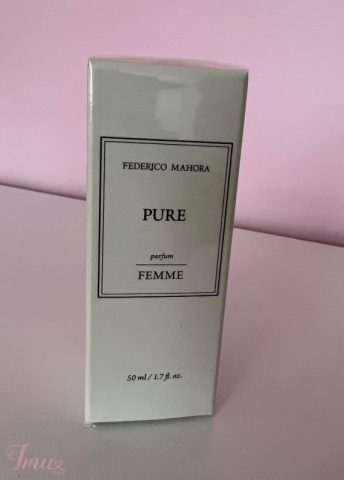 FEDERICO MAHORA
PURE
parfum
FEMME
50 ml / 1.7 fl. oz.